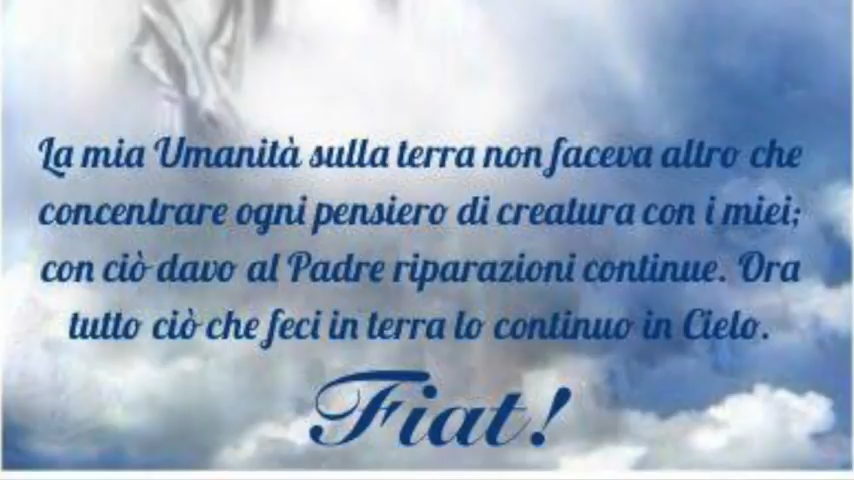 La mia Umanità sulla terra non faceva altro che
concentrare ogni pensiero di creatura con i miei;
con ciò davo al Padre riparazioni continue. Ora
tutto ciò che feci in terra lo continuo in Cielo.
Fiat!